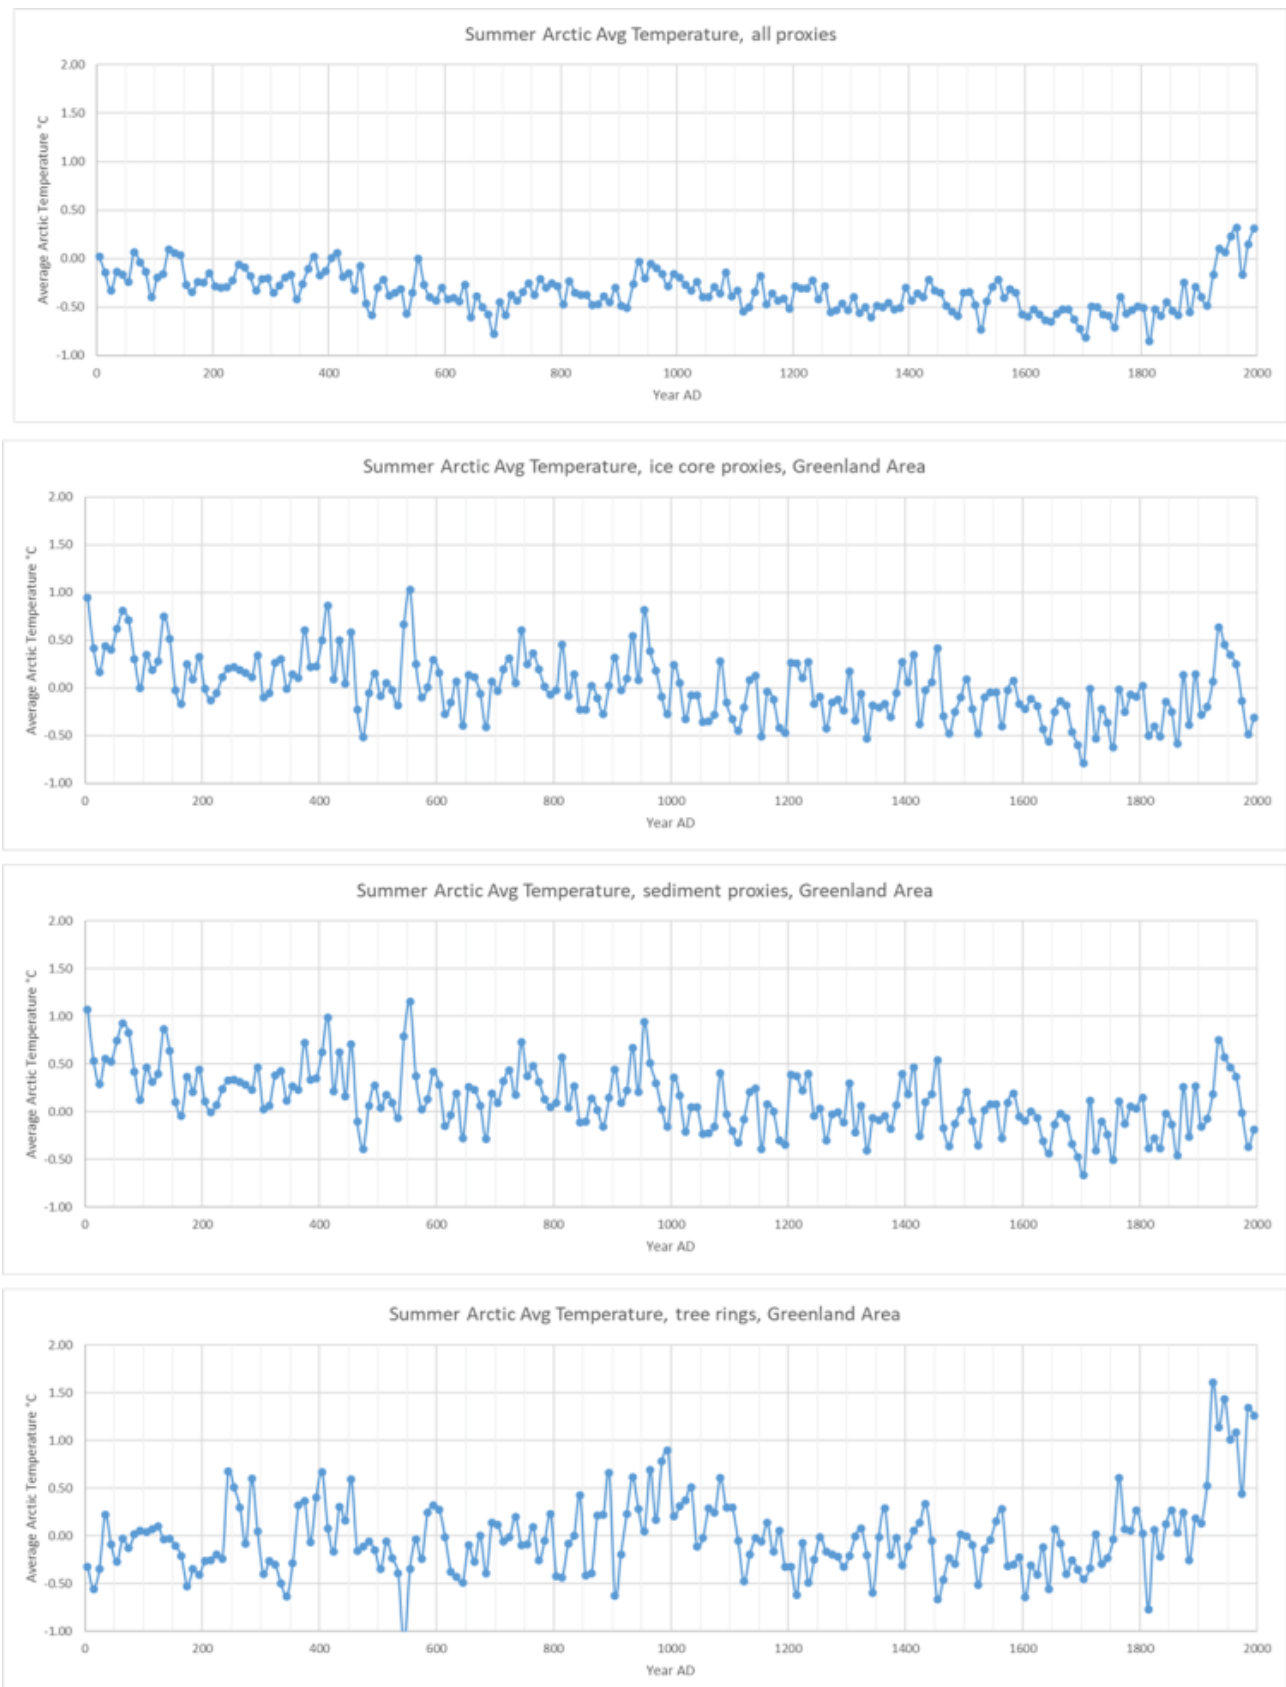 Summer Arctic Avg Temperature, all proxies
2.00
1.50
1.00
0.50
0.00
-0.50
-1.00
Average Arctic Temperature °C
0 200 400 600 800 1000 1200 1400 1600 1800 2000
Year AD
Summer Arctic Avg Temperature, ice core proxies, Greenland Area
2.00
1.50
1.00
0.50
0.00
-0.50
-1.00
Average Arctic Temperature °C
0 200 400 600 800 1000 1200 1400 1600 1800 2000
Year AD
Summer Arctic Avg Temperature, sediment proxies, Greenland Area
2.00
1.50
1.00
0.50
0.00
-0.50
-1.00
Average Arctic Temperature °C
0 200 400 600 800 1000 1200 1400 1600 1800 2000
Year AD
Summer Arctic Avg Temperature, tree rings, Greenland Area
2.00
1.50
1.00
0.50
0.00
-0.50
-1.00
Average Arctic Temperature °C
0 200 400 600 800 1000 1200 1400 1600 1800 2000
Year AD